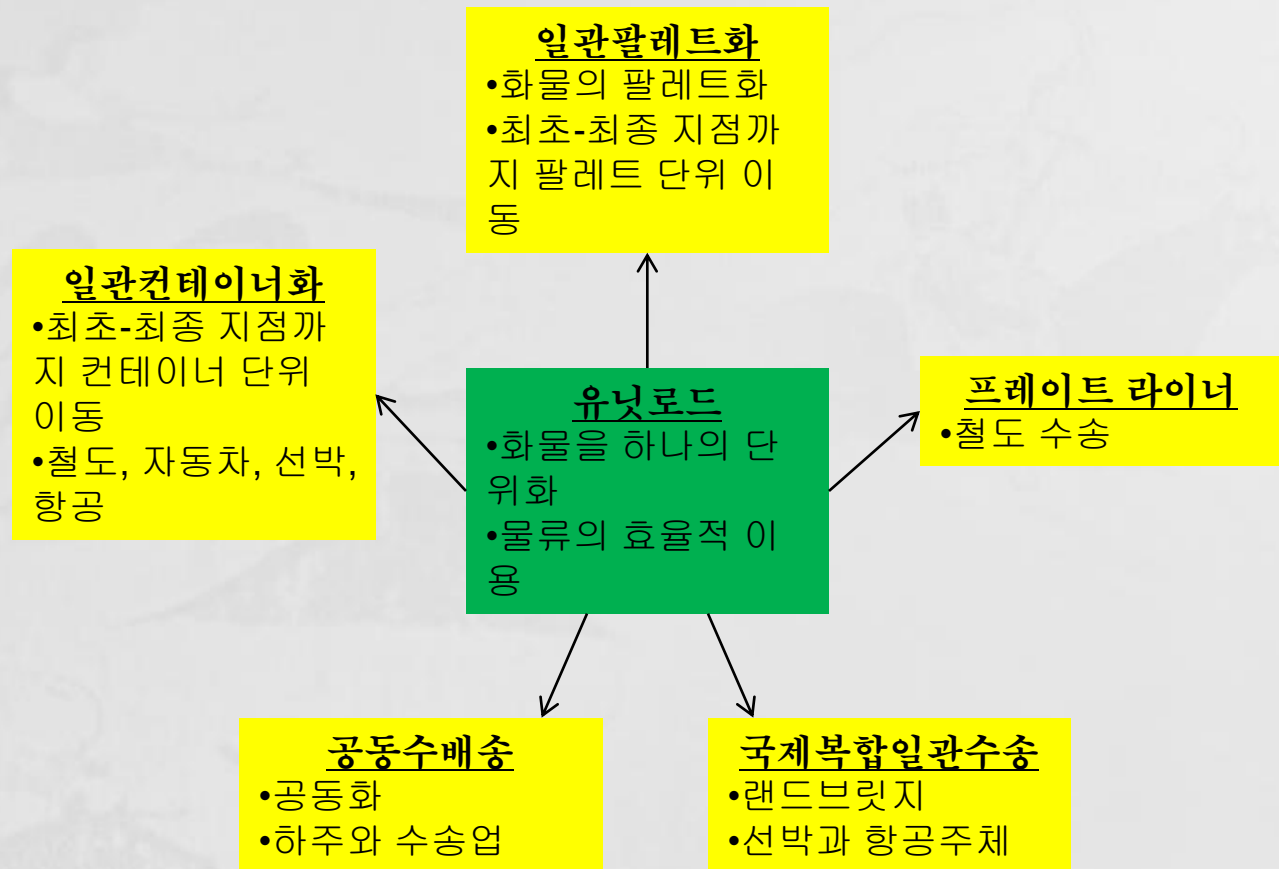 일관팔레트화
•화물의 팔레트화
•최초-최종 지점까
지 팔레트 단위 이
동
일관컨테이너화
•최초-최종 지점까
지 컨테이너 단위
이동
•철도, 자동차, 선박,
항공
유닛로드
•화물을 하나의 단
위화
•물류의 효율적 이
용
프레이트 라이너
•철도 수송
공동수배송
•공동화
•하주와 수송업
국제복합일관수송
•랜드브릿지
•선박과 항공주체